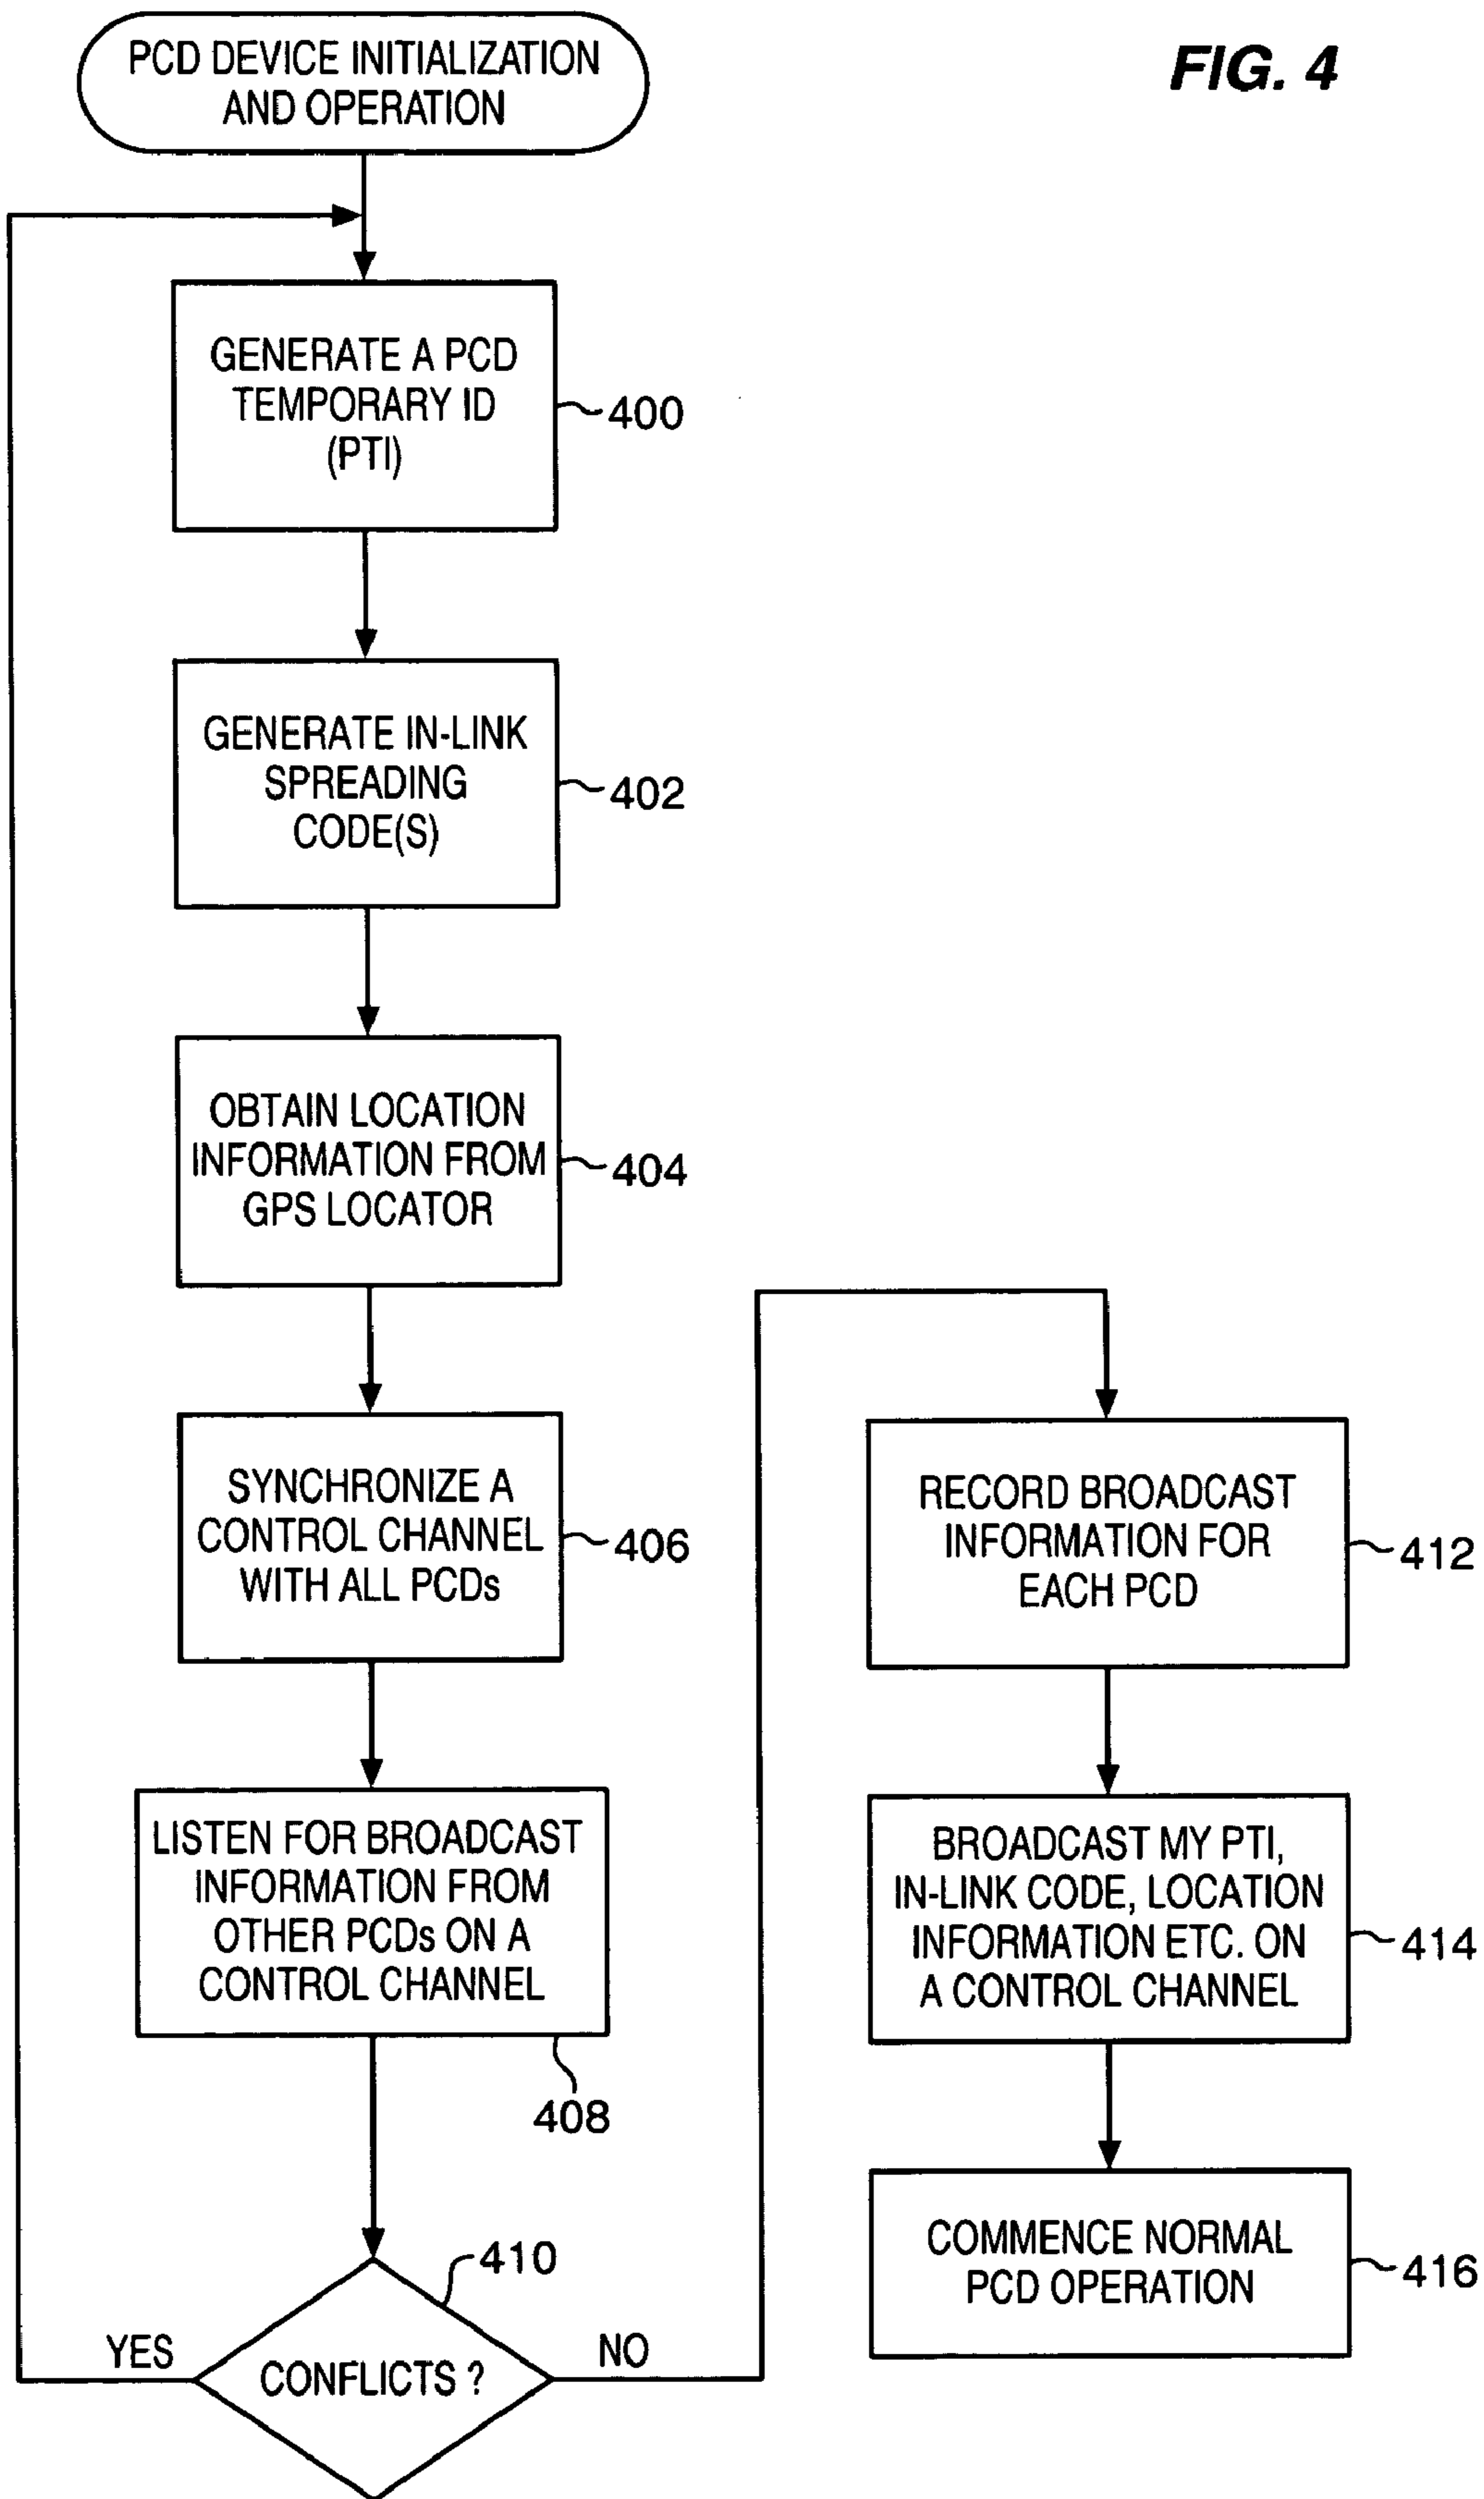 FIG. 4
PCD DEVICE INITIALIZATION
AND OPERATION
GENERATE A PCD
TEMPORARY ID
(PTI)
400
GENERATE IN-LINK
SPREADING
CODE(S)
402
OBTAIN LOCATION
INFORMATION FROM
GPS LOCATOR
404
SYNCHRONIZE A
CONTROL CHANNEL
WITH ALL PCDs
406
LISTEN FOR BROADCAST
INFORMATION FROM
OTHER PCDs ON A
CONTROL CHANNEL
408
410
CONFLICTS ?
YES
NO
RECORD BROADCAST
INFORMATION FOR
EACH PCD
412
BROADCAST MY PTI,
IN-LINK CODE, LOCATION
INFORMATION ETC. ON
A CONTROL CHANNEL
414
COMMENCE NORMAL
PCD OPERATION
416